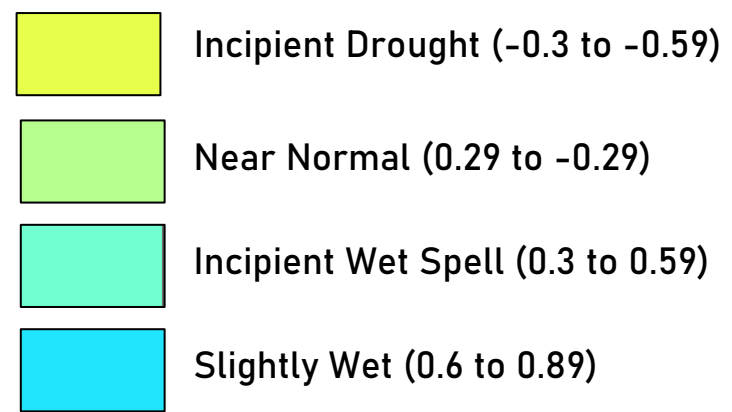 Incipient Drought (-0.3 to -0.59)
Near Normal (0.29 to -0.29)
Incipient Wet Spell (0.3 to 0.59)
Slightly Wet (0.6 to 0.89)